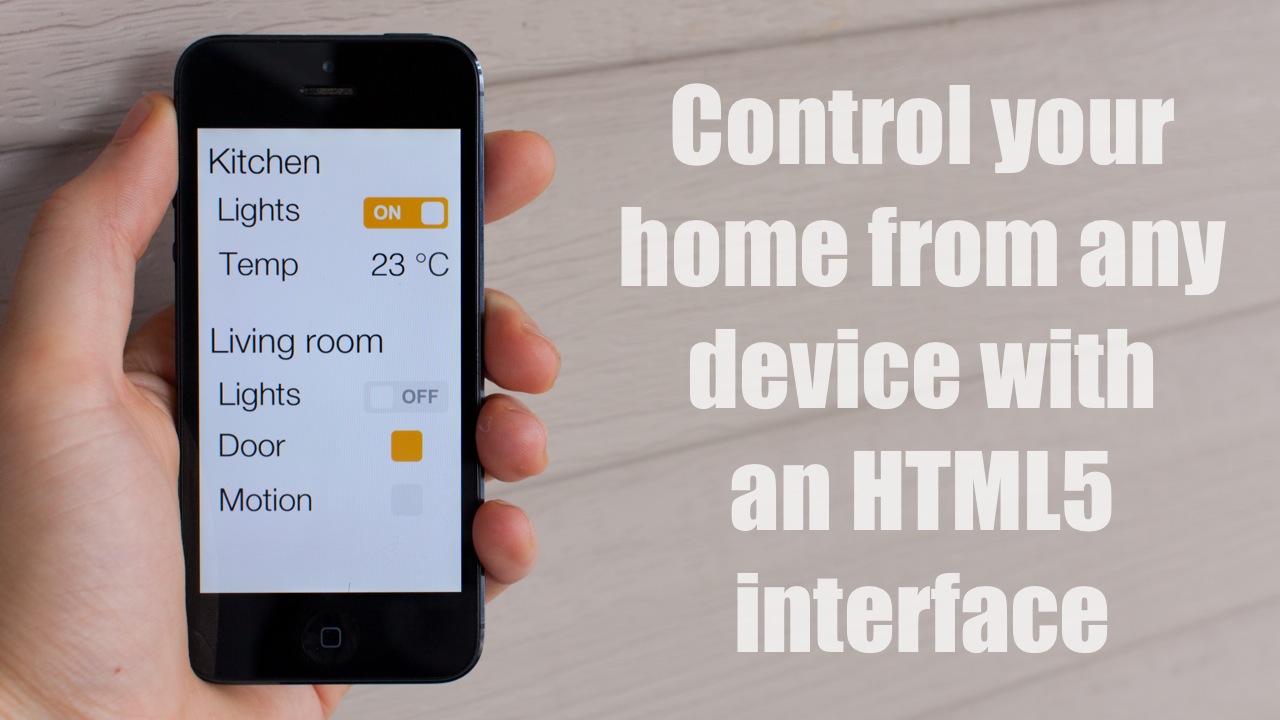 Kitchen
Lights ON
Temp 23 °C
Living room
Lights OFF
Door
Motion
Control your
home from any
device with
an HTML5
interface